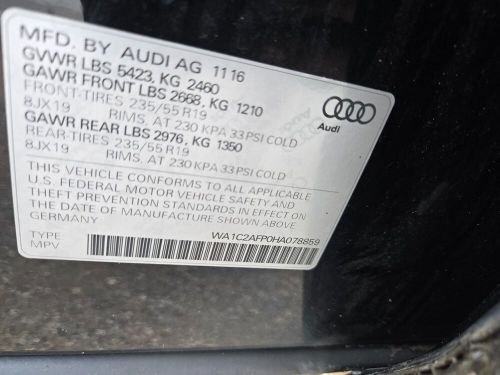 MFD. BY AUDI AG 11 16
GVWR LBS 5423, KG 2460
GAWR FRONT LBS 2668, KG 1210
FRONT-TIRES 235/55 R19
8JX19 RIMS, AT 230 KPA 33 PSI COLD
GAWR REAR LBS 2976, KG 1350
REAR-TIRES 235/55 R19
8JX19 RIMS, AT 230 KPA 33 PSI COLD
THIS VEHICLE CONFORMS TO ALL APPLICABLE
U.S. FEDERAL MOTOR VEHICLE SAFETY AND
THEFT PREVENTION STANDARDS IN EFFECT ON
THE DATE OF MANUFACTURE SHOWN ABOVE
GERMANY
TYPE
MPV
WA1C2AFP0HA078859
Audi